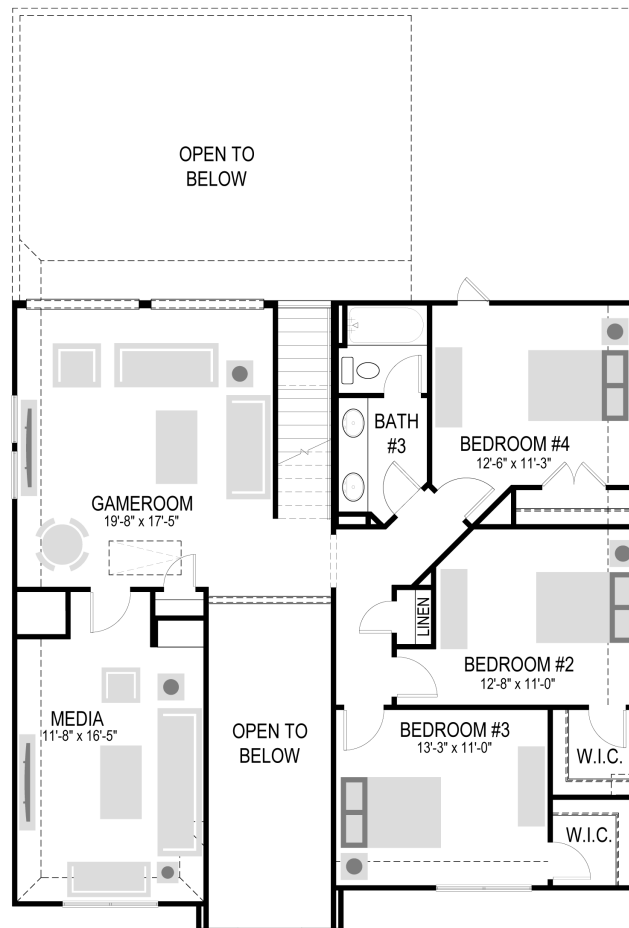 OPEN TO
BELOW
BATH
#3
BEDROOM #4
12'-6" x 11'-3"
GAMEROOM
19'-8" x 17'-5"
LINEN
BEDROOM #2
12'-8" x 11'-0"
MEDIA
11'-8" x 16'-5"
OPEN TO
BELOW
BEDROOM #3
13'-3" x 11'-0"
W.I.C.
W.I.C.